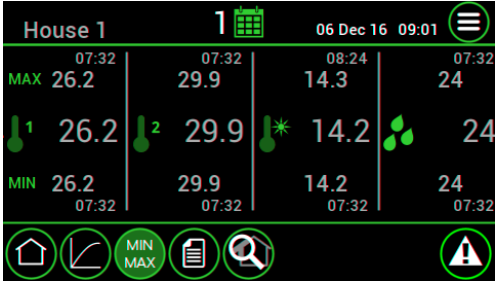 House 1 1 06 Dec 16 09:01
07:32 07:32 08:24 07:32
MAX 26.2 29.9 14.3 24
1 26.2 2 29.9 14.2 24
MIN 26.2 29.9 14.2 24
07:32 07:32 07:32 07:32
MIN
MAX